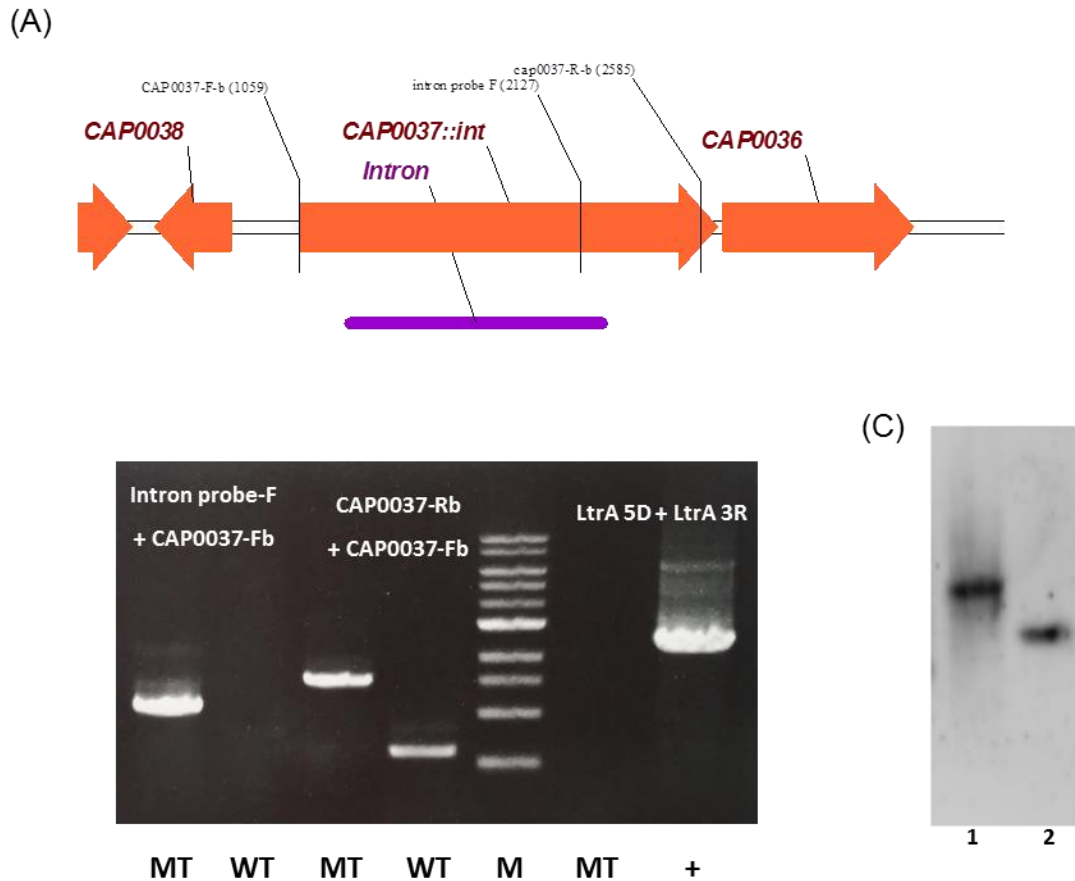 (A)
CAP0037-F-b (1059)
intron probe F (2127)
cap0037-R-b (2585)
CAP0038
CAP0037::int
CAP0036
Intron
(C)
Intron probe-F
+ CAP0037-Fb
CAP0037-Rb
+ CAP0037-Fb
LtrA 5D + LtrA 3R
MT WT MT WT M MT +
1 2